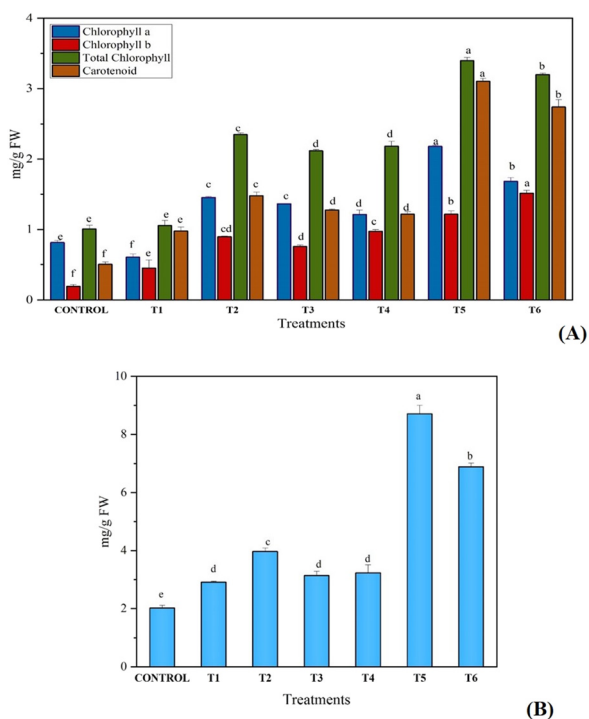 4
3
2
1
0
mg/g FW
Chlorophyll a
Chlorophyll b
Total Chlorophyll
Carotenoid
e f e f
f f e e
c cd c c
c d d d
d c d d
a b a a
b a b b
CONTROL T1 T2 T3 T4 T5 T6
Treatments
(A)
10
8
6
4
2
0
mg/g FW
e d c d d a b
CONTROL T1 T2 T3 T4 T5 T6
Treatments
(B)